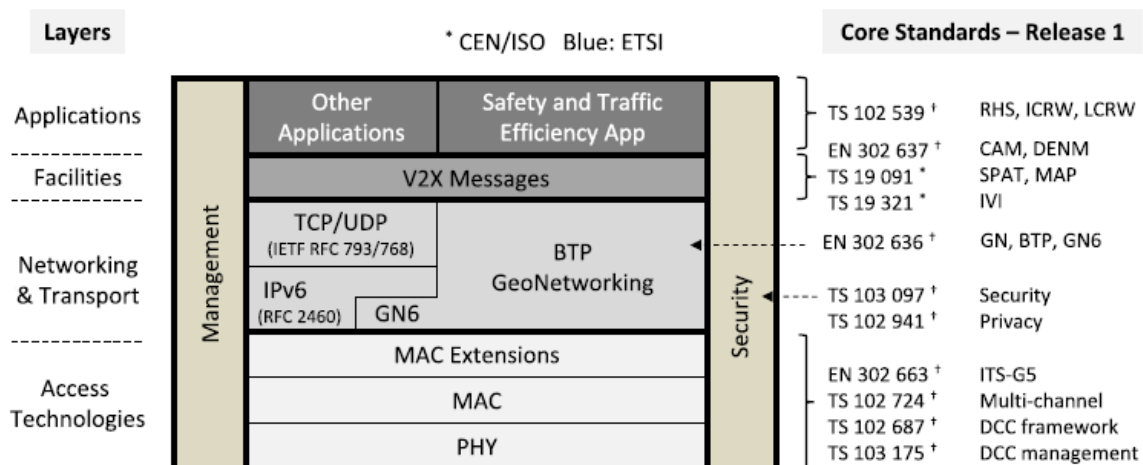 Layers
* CEN/ISO Blue: ETSI
Core Standards – Release 1
Applications
Facilities
Networking
& Transport
Access
Technologies
Management
Other
Applications
Safety and Traffic
Efficiency App
V2X Messages
TCP/UDP
(IETF RFC 793/768)
IPv6
(RFC 2460)
GN6
BTP
GeoNetworking
MAC Extensions
MAC
PHY
Security
TS 102 539 † RHS, ICRW, LCRW
EN 302 637 † CAM, DENM
TS 19 091 * SPAT, MAP
TS 19 321 * IVI
EN 302 636 † GN, BTP, GN6
TS 103 097 † Security
TS 102 941 † Privacy
EN 302 663 † ITS-G5
TS 102 724 † Multi-channel
TS 102 687 † DCC framework
TS 103 175 † DCC management